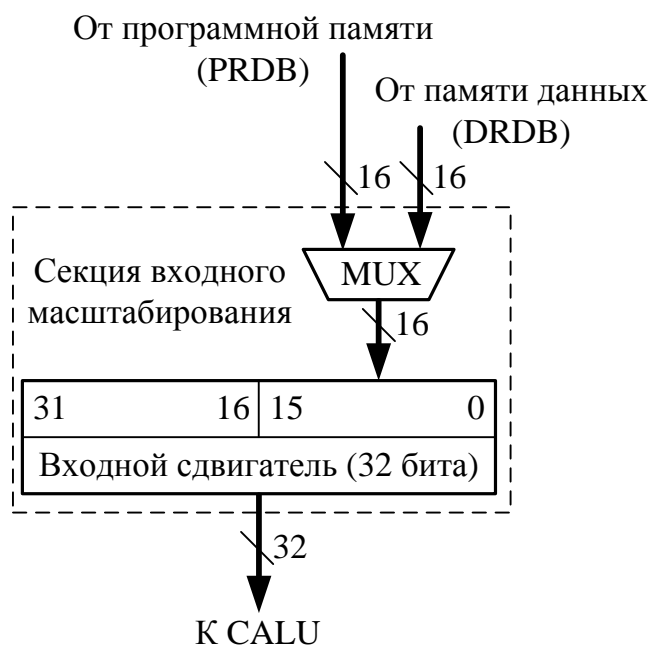 От программной памяти
(PRDB)
От памяти данных
(DRDB)
16
16
Секция входного
масштабирования
MUX
16
31 16 15 0
Входной сдвигатель (32 бита)
32
К CALU